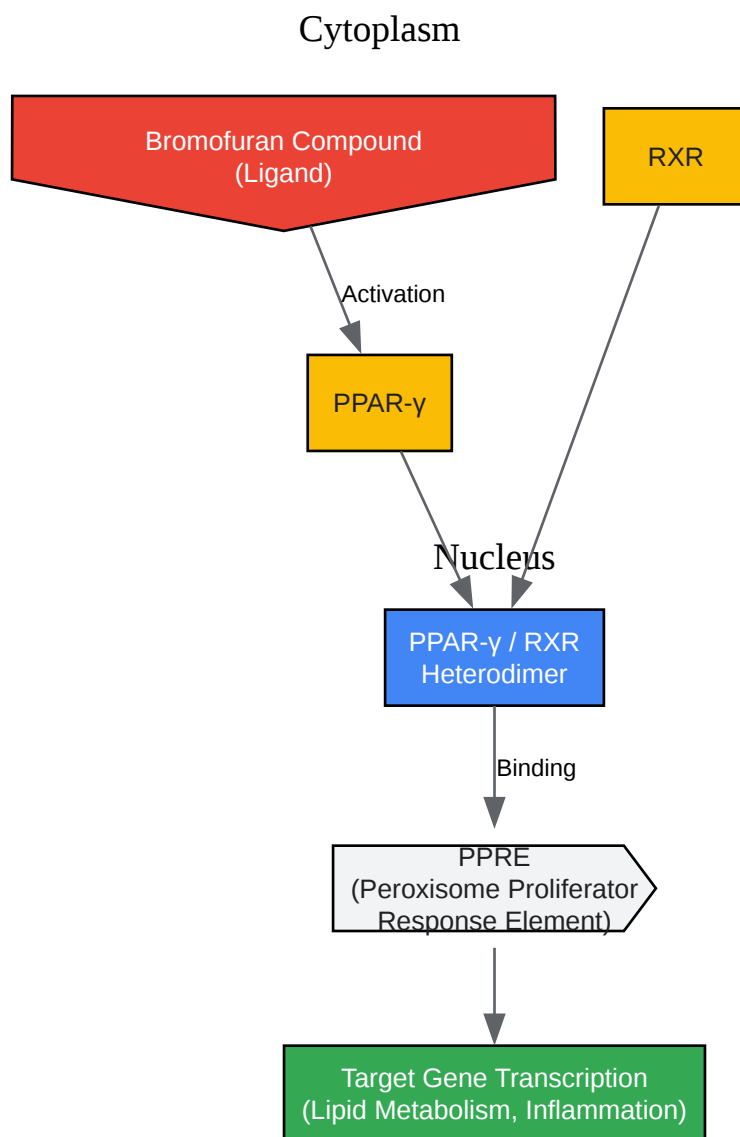 Cytoplasm
Bromofuran Compound
(Ligand)
RXR
Activation
PPAR-γ
Nucleus
PPAR-γ / RXR
Heterodimer
Binding
PPRE
(Peroxisome Proliferator
Response Element)
Target Gene Transcription
(Lipid Metabolism, Inflammation)